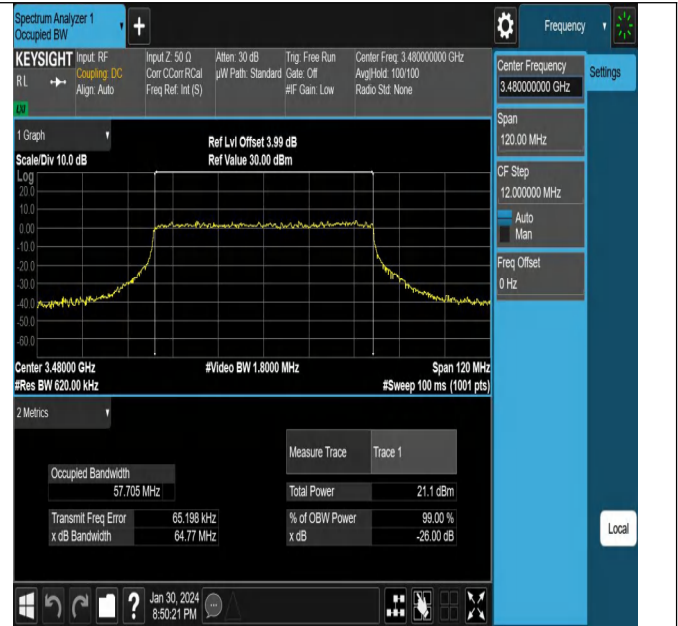 Spectrum Analyzer 1
Occupied BW
+
Frequency
KEYSIGHT
RL
LXI
Input: RF
Coupling: DC
Align: Auto
Input Z: 50 Ω
Corr CCorr RCal
Freq Ref: Int (S)
Atten: 30 dB
µW Path: Standard
Trig: Free Run
Gate: Off
#IF Gain: Low
Center Freq: 3.480000000 GHz
Avg|Hold: 100/100
Radio Std: None
Center Frequency
3.480000000 GHz
Settings
Span
120.00 MHz
CF Step
12.000000 MHz
Auto
Man
Freq Offset
0 Hz
1 Graph
Scale/Div 10.0 dB
Ref Lvl Offset 3.99 dB
Ref Value 30.00 dBm
Log
20.0
10.0
0.00
-10.0
-20.0
-30.0
-40.0
-50.0
-60.0
Center 3.48000 GHz
#Video BW 1.8000 MHz
Span 120 MHz
#Res BW 620.00 kHz
#Sweep 100 ms (1001 pts)
2 Metrics
Measure Trace Trace 1
Occupied Bandwidth
57.705 MHz
Total Power 21.1 dBm
Transmit Freq Error 65.198 kHz
% of OBW Power 99.00 %
x dB Bandwidth 64.77 MHz
x dB -26.00 dB
Local
?
Jan 30, 2024
8:50:21 PM